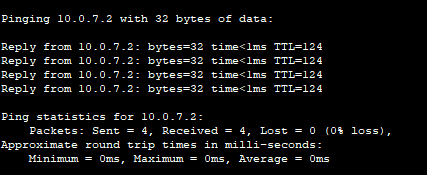 Pinging 10.0.7.2 with 32 bytes of data:
Reply from 10.0.7.2: bytes=32 time<1ms TTL=124
Reply from 10.0.7.2: bytes=32 time<1ms TTL=124
Reply from 10.0.7.2: bytes=32 time<1ms TTL=124
Reply from 10.0.7.2: bytes=32 time<1ms TTL=124
Ping statistics for 10.0.7.2:
Packets: Sent = 4, Received = 4, Lost = 0 (0% loss),
Approximate round trip times in milli-seconds:
Minimum = 0ms, Maximum = 0ms, Average = 0ms